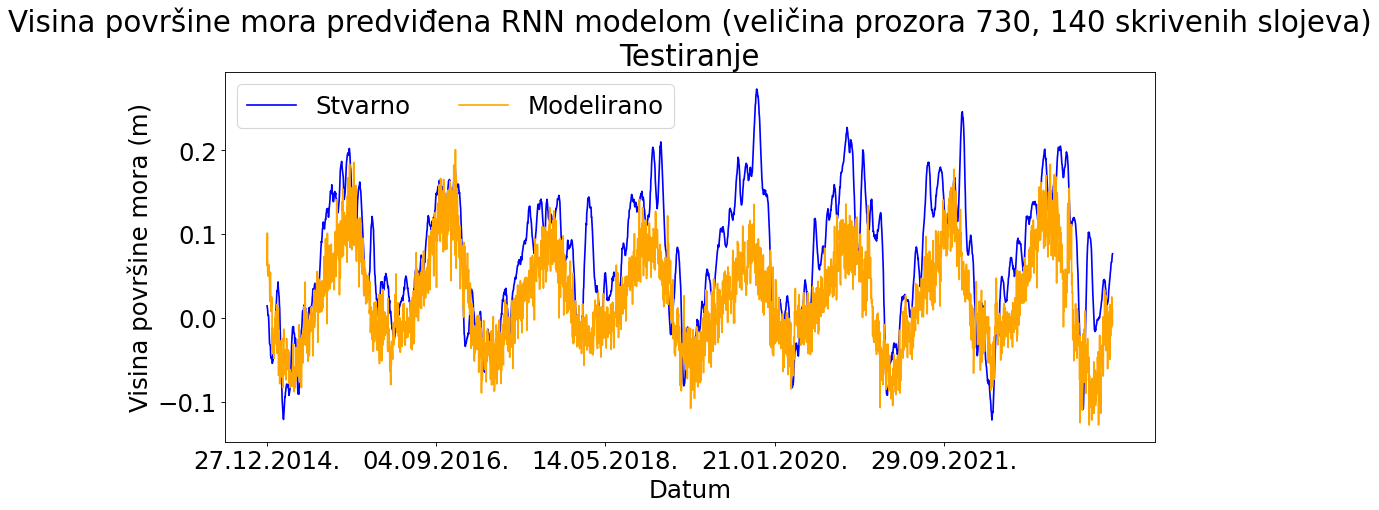 Visina površine mora predviđena RNN modelom (veličina prozora 730, 140 skrivenih slojeva)
Testiranje
Stvarno
Modelirano
Visina površine mora (m)
0.2
0.1
0.0
−0.1
27.12.2014.
04.09.2016.
14.05.2018.
21.01.2020.
29.09.2021.
Datum